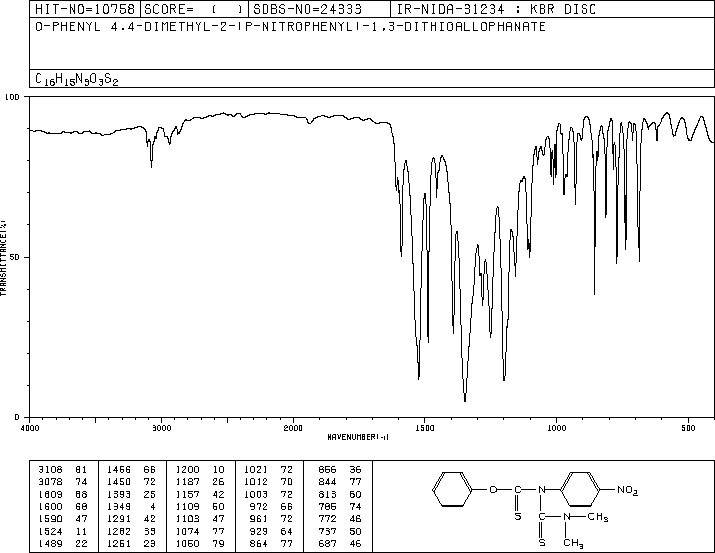 HIT-NO=10758 SCORE= ( ) SDBS-NO=24333 IR-NIDA-31234 : KBR DISC
O-PHENYL 4,4-DIMETHYL-2-(P-NITROPHENYL)-1,3-DITHIOALLOPHANATE
C16H15N3O3S2
100
50
0
TRANSMITTANCE(%)
4000 3000 2000 1500 1000 500
WAVENUMBER(-1)
3108 81 1456 66 1200 10 1021 72 856 36
3078 74 1450 72 1187 26 1012 70 844 77
1609 68 1393 25 1157 42 1003 72 813 60
1600 68 1349 4 1109 60 972 66 786 74
1590 47 1291 42 1103 47 961 72 772 46
1524 11 1282 33 1074 77 929 64 737 50
1489 22 1251 23 1060 79 864 77 687 46
O C N NO2
S C N CH3
S CH3